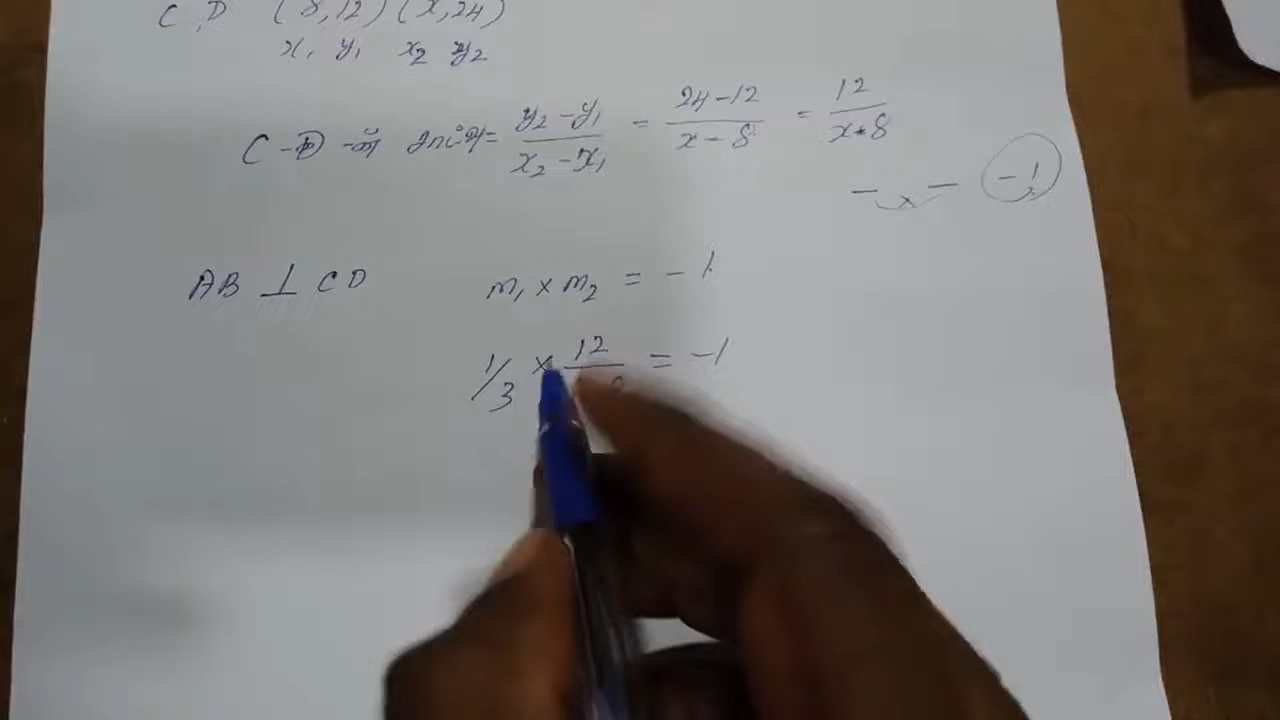 C, D (8,12) (x,24)
x₁ y₁ x₂ y₂
C-D -ன் சாய்வு = y₂ - y₁ / x₂ - x₁ = 24-12 / x-8 = 12 / x-8
- × - -1
AB ⊥ CD m₁ × m₂ = -1
1/3 × 12 / 8 = -1